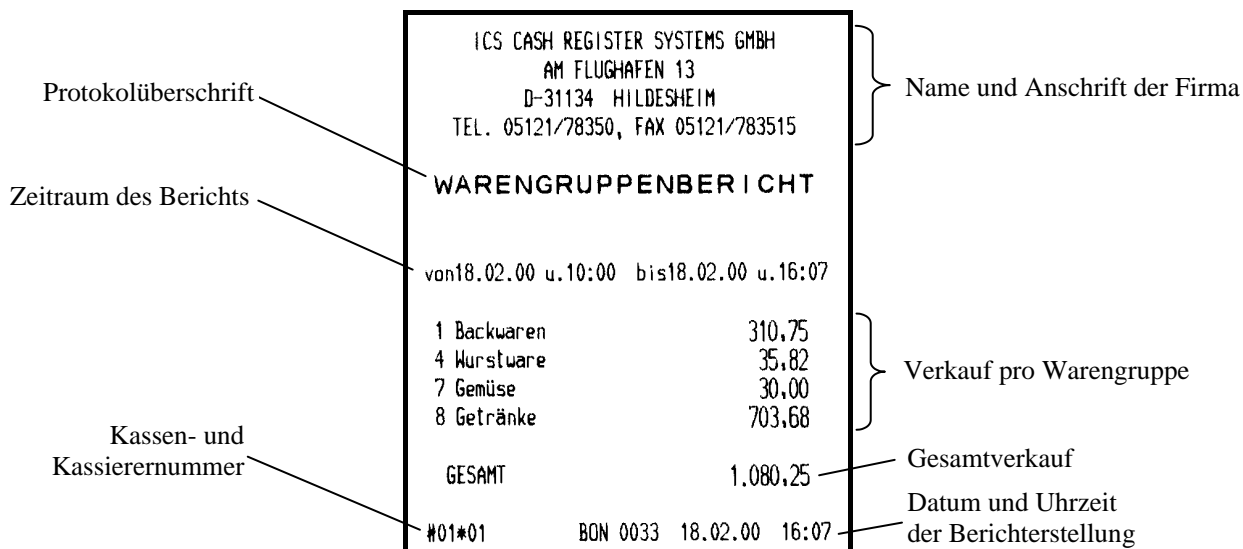 ICS CASH REGISTER SYSTEMS GMBH
AM FLUGHAFEN 13
D-31134 HILDESHEIM
TEL. 05121/78350, FAX 05121/783515
Name und Anschrift der Firma
Protokolüberschrift
WARENGRUPPENBERICHT
Zeitraum des Berichts
von18.02.00 u.10:00 bis18.02.00 u.16:07
1 Backwaren 310,75
4 Wurstware 35,82
7 Gemüse 30,00
8 Getränke 703,68
Verkauf pro Warengruppe
Kassen- und
Kassierernummer
GESAMT 1.080,25
Gesamtverkauf
#01*01 BON 0033 18.02.00 16:07
Datum und Uhrzeit
der Berichterstellung